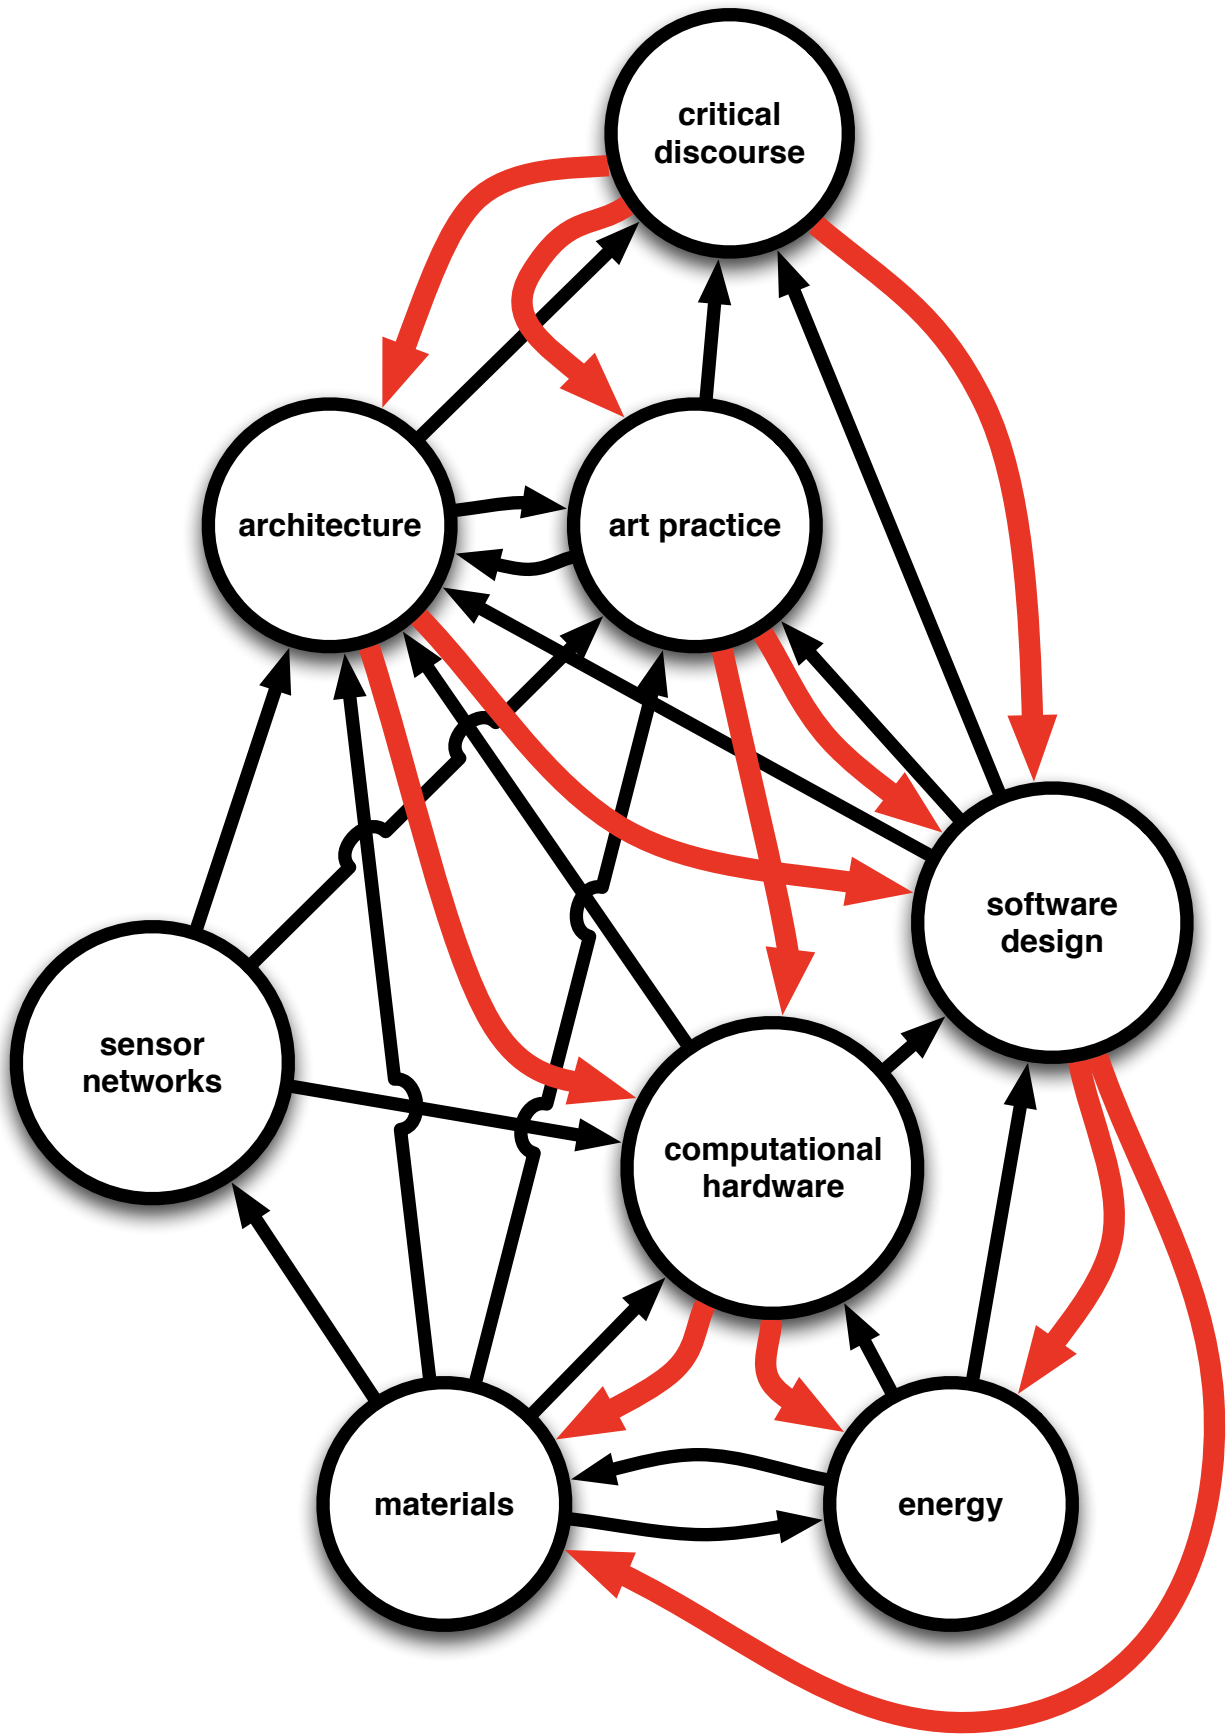 critical
discourse
architecture
art practice
software
design
sensor
networks
computational
hardware
materials
energy